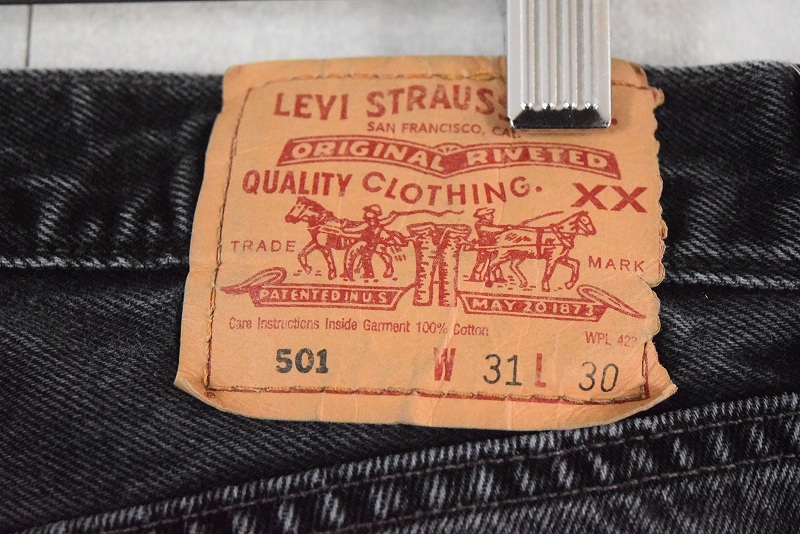 LEVI STRAUSS
SAN FRANCISCO, CAL.
ORIGINAL RIVETED
QUALITY CLOTHING. XX
TRADE MARK
PATENTED IN U.S. MAY 20 1873
Care Instructions Inside Garment 100% Cotton
WPL 423
501 W 31 L 30